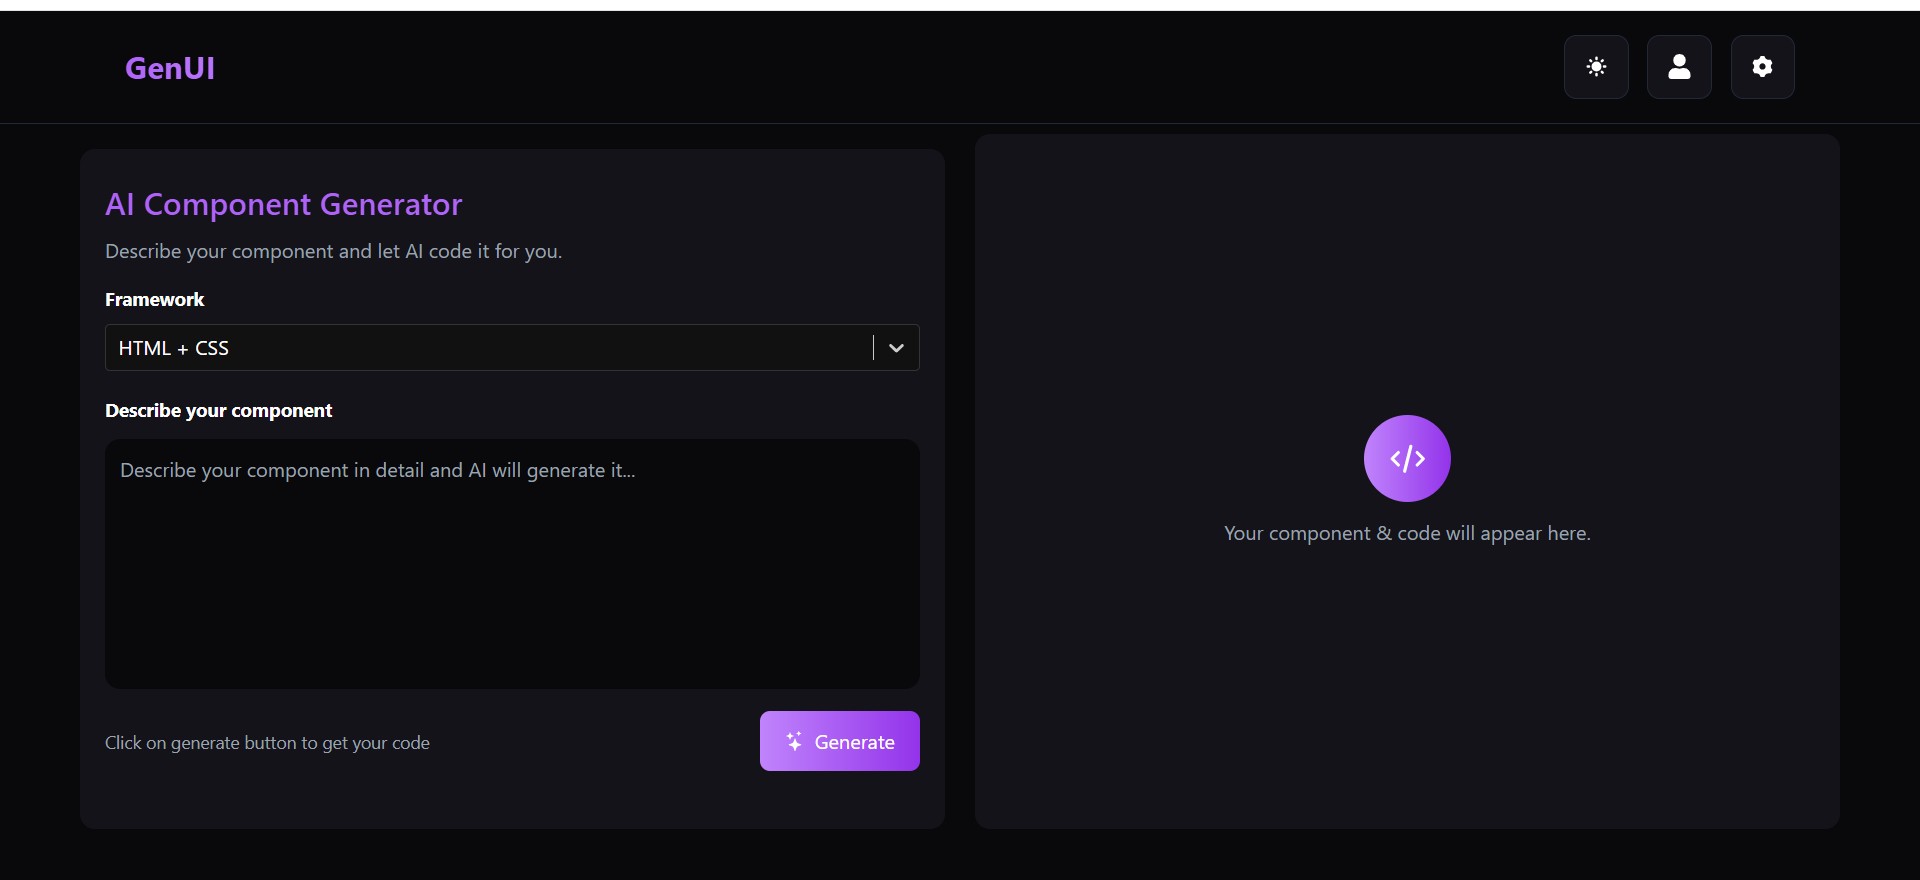 GenUI
AI Component Generator
Describe your component and let AI code it for you.
Framework
HTML + CSS
Describe your component
Describe your component in detail and AI will generate it...
Click on generate button to get your code
Generate
</>
Your component & code will appear here.